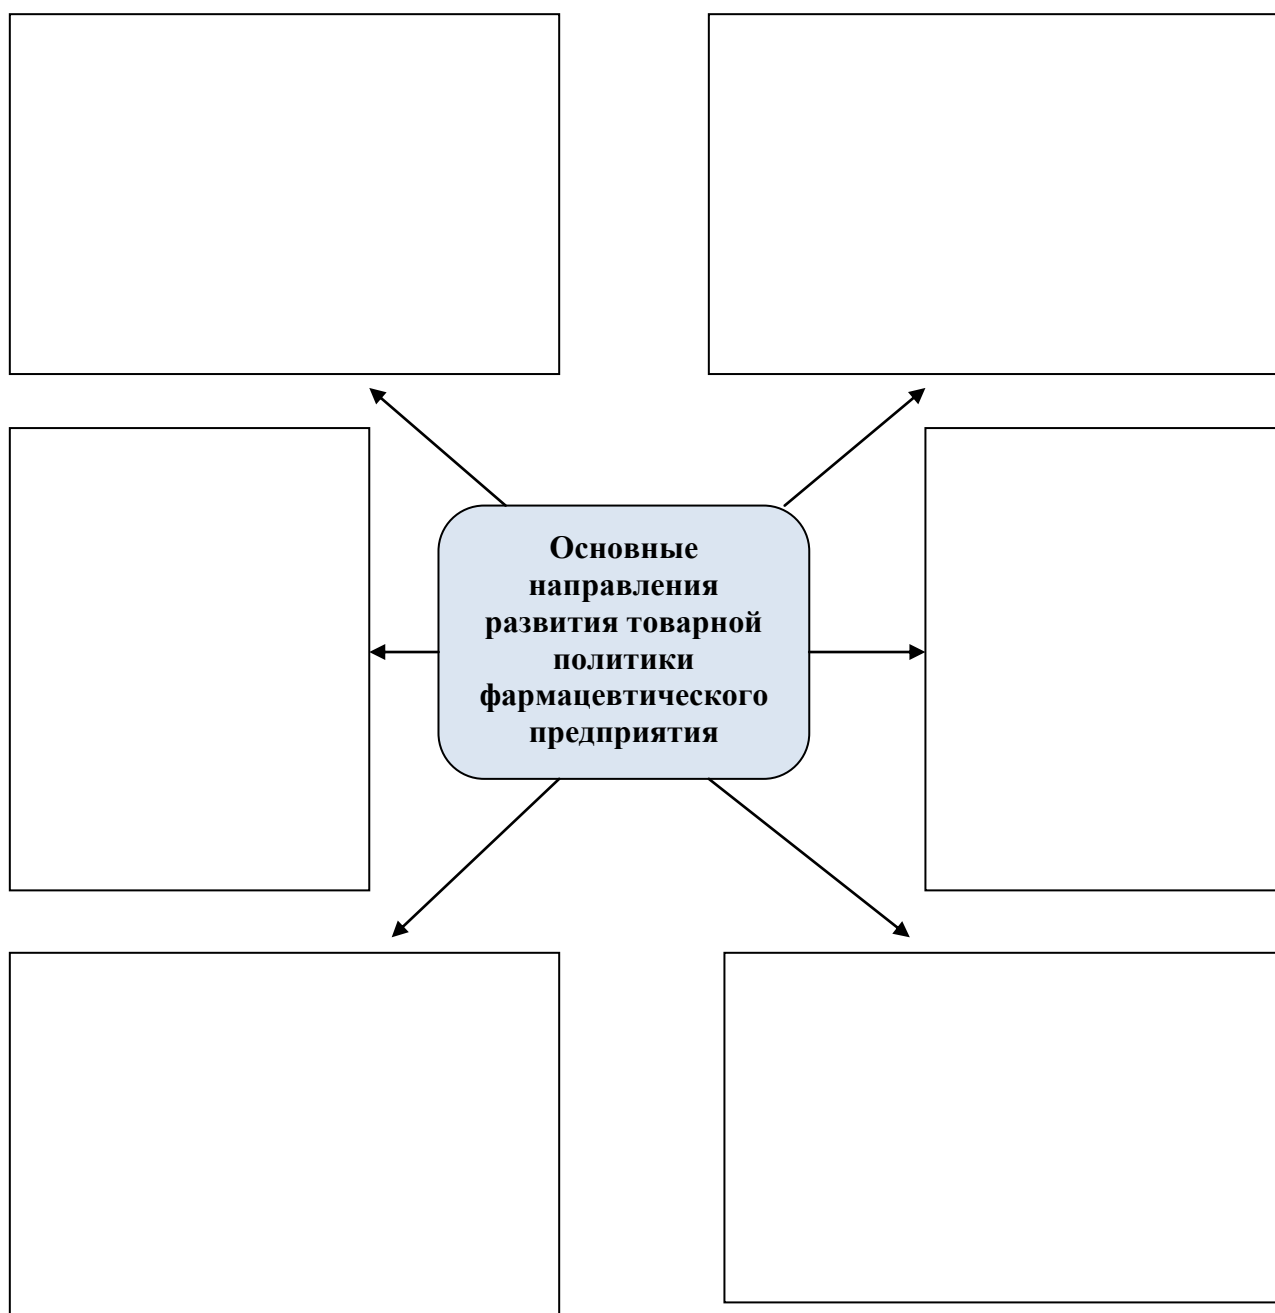 Основные
направления
развития товарной
политики
фармацевтического
предприятия